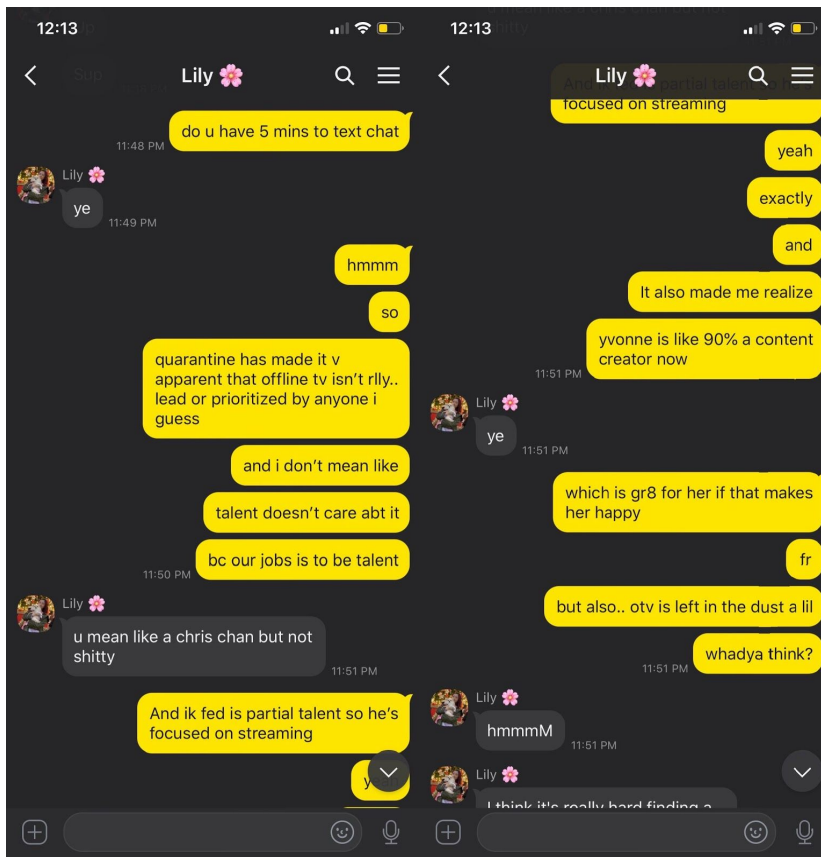 12:13
Lily 🌸
do u have 5 mins to text chat
11:48 PM
Lily 🌸
ye
11:49 PM
hmmm
so
quarantine has made it v
apparent that offline tv isn't rlly..
lead or prioritized by anyone i
guess
and i don't mean like
talent doesn't care abt it
bc our jobs is to be talent
11:50 PM
Lily 🌸
u mean like a chris chan but not
shitty
11:51 PM
And ik fed is partial talent so he's
focused on streaming
12:13
Lily 🌸
focused on streaming
yeah
exactly
and
It also made me realize
yvonne is like 90% a content
creator now
11:51 PM
Lily 🌸
ye
11:51 PM
which is gr8 for her if that makes
her happy
fr
but also.. otv is left in the dust a lil
whadya think?
11:51 PM
Lily 🌸
hmmmM
11:51 PM
Lily 🌸
I think it's really hard finding a